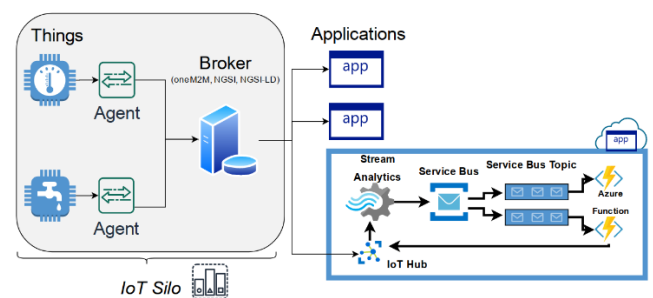 Things
Agent
Agent
Broker
(oneM2M, NGSI, NGSI-LD)
IoT Silo
Applications
app
app
app
Stream
Analytics
Service Bus
Service Bus Topic
Azure
Function
IoT Hub